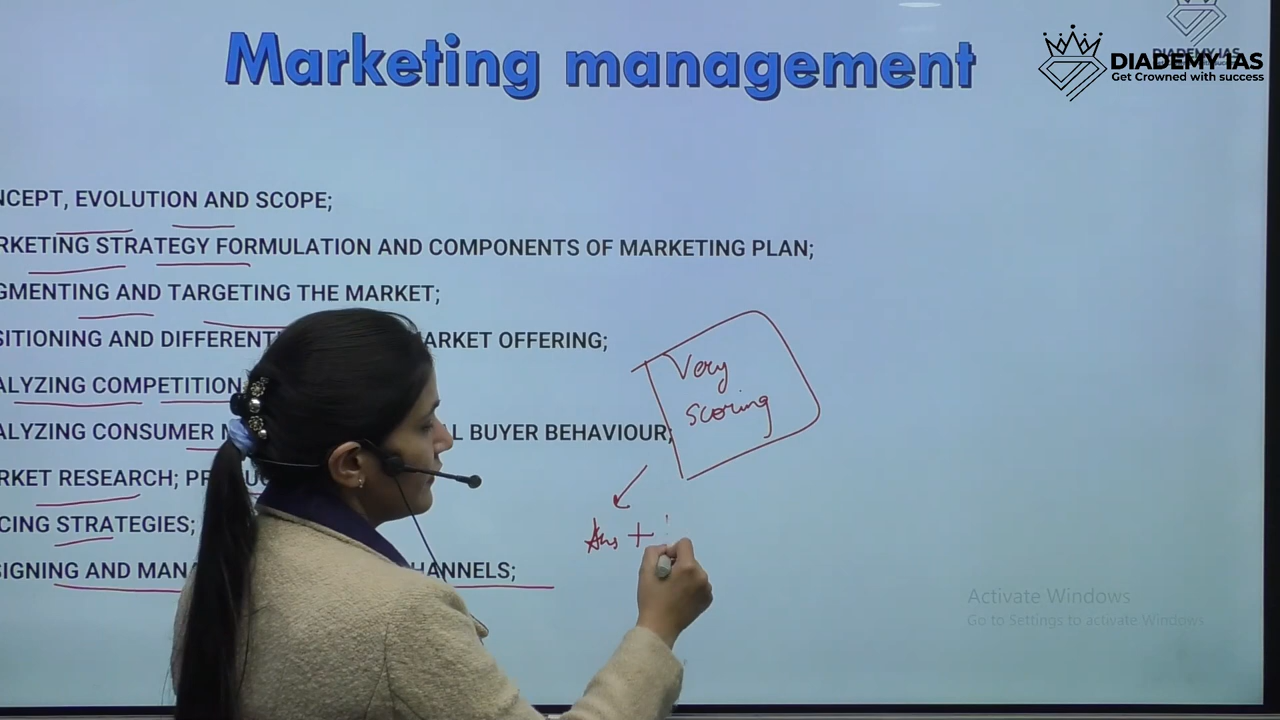 Marketing management
DIADEMY IAS
Get Crowned with success
NCEPT, EVOLUTION AND SCOPE;
RKETING STRATEGY FORMULATION AND COMPONENTS OF MARKETING PLAN;
GMENTING AND TARGETING THE MARKET;
SITIONING AND DIFFERENT ARKET OFFERING;
ALYZING COMPETITION
ALYZING CONSUMER L BUYER BEHAVIOUR;
RKET RESEARCH; PR
CING STRATEGIES;
SIGNING AND MAN HANNELS;
Very
scoring
Ans +
Activate Windows
Go to Settings to activate Windows.